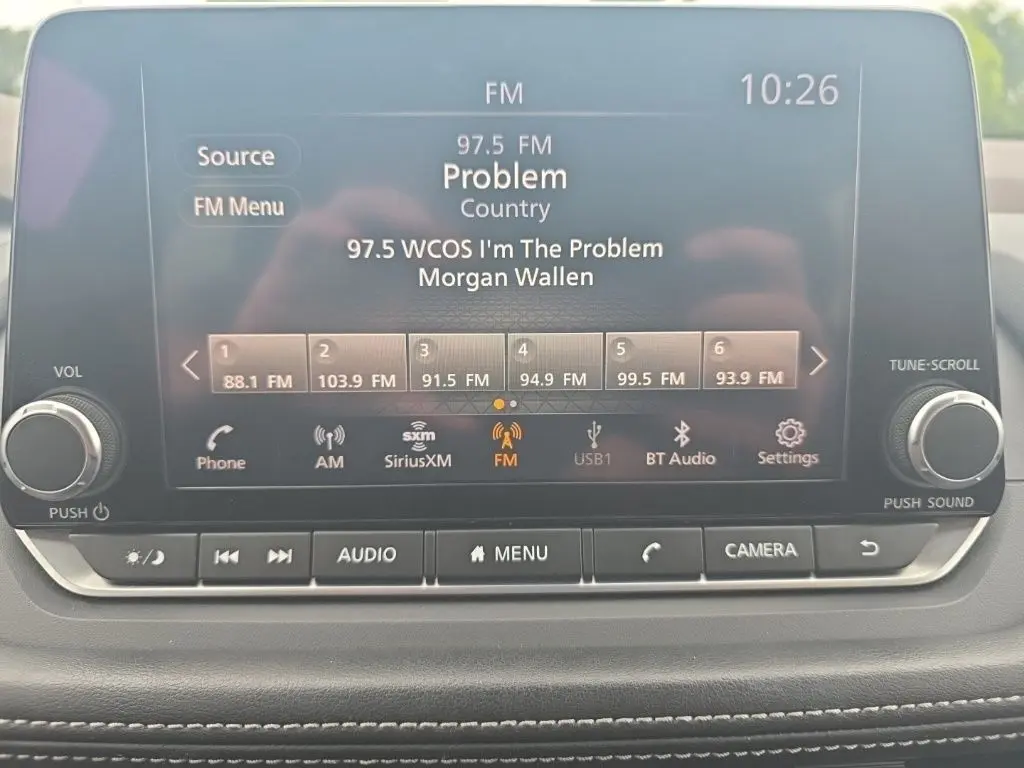 FM
10:26
Source
97.5 FM
Problem
FM Menu
Country
97.5 WCOS I'm The Problem
Morgan Wallen
1
88.1 FM
2
103.9 FM
3
91.5 FM
4
94.9 FM
5
99.5 FM
6
93.9 FM
VOL
TUNE·SCROLL
Phone
AM
sxm
SiriusXM
FM
USB1
BT Audio
Settings
PUSH
PUSH SOUND
AUDIO
MENU
CAMERA